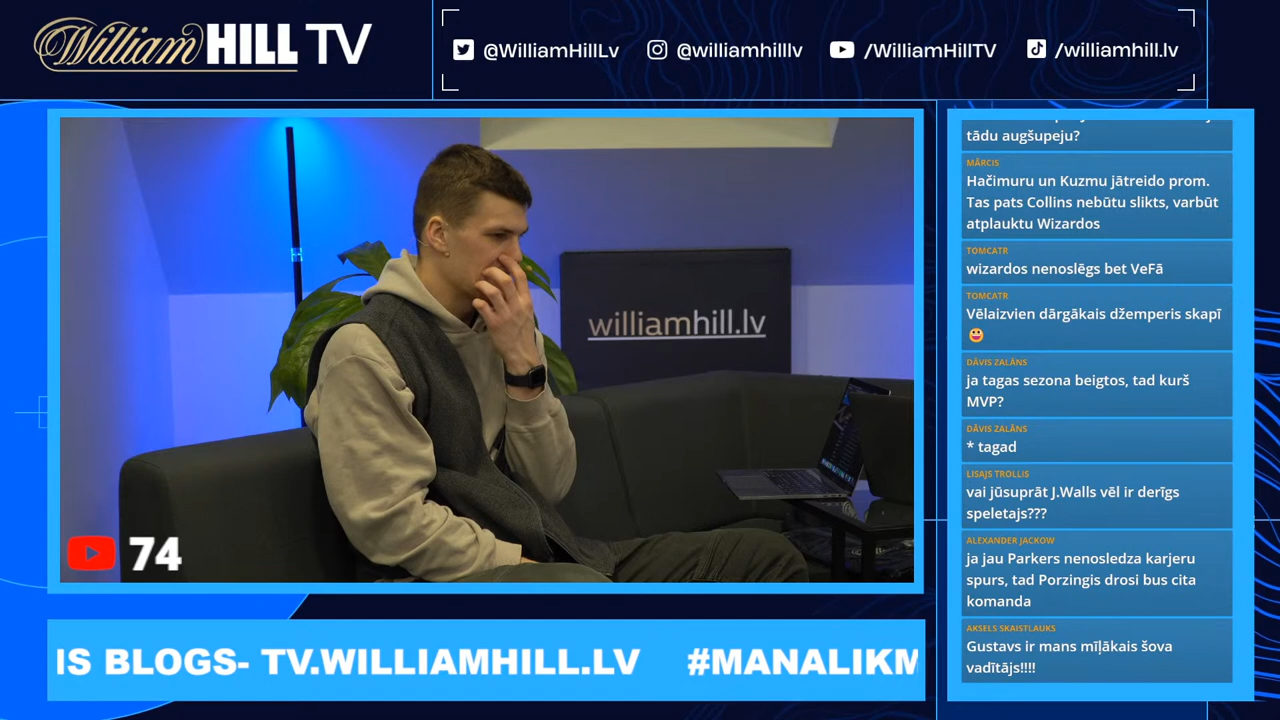 William HILL TV
@WilliamHillLv
@williamhilllv
/WilliamHillTV
/williamhill.lv
williamhill.lv
74
tādu augšupeju?
MĀRCIS
Hačimuru un Kuzmu jātreido prom.
Tas pats Collins nebūtu slikts, varbūt
atplauktu Wizardos
TOMCATR
wizardos nenoslēgs bet VeFā
TOMCATR
Vēlaizvien dārgākais džemperis skapī
DĀVIS ZALĀNS
ja tagas sezona beigtos, tad kurš
MVP?
DĀVIS ZALĀNS
* tagad
LISAJS TROLLIS
vai jūsuprāt J.Walls vēl ir derīgs
speletajs???
ALEXANDER JACKOW
ja jau Parkers nenosledza karjeru
spurs, tad Porzingis drosi bus cita
komanda
AKSELS SKAISTLAUKS
Gustavs ir mans mīļākais šova
vadītājs!!!!
IS BLOGS- TV.WILLIAMHILL.LV #MANALIKM